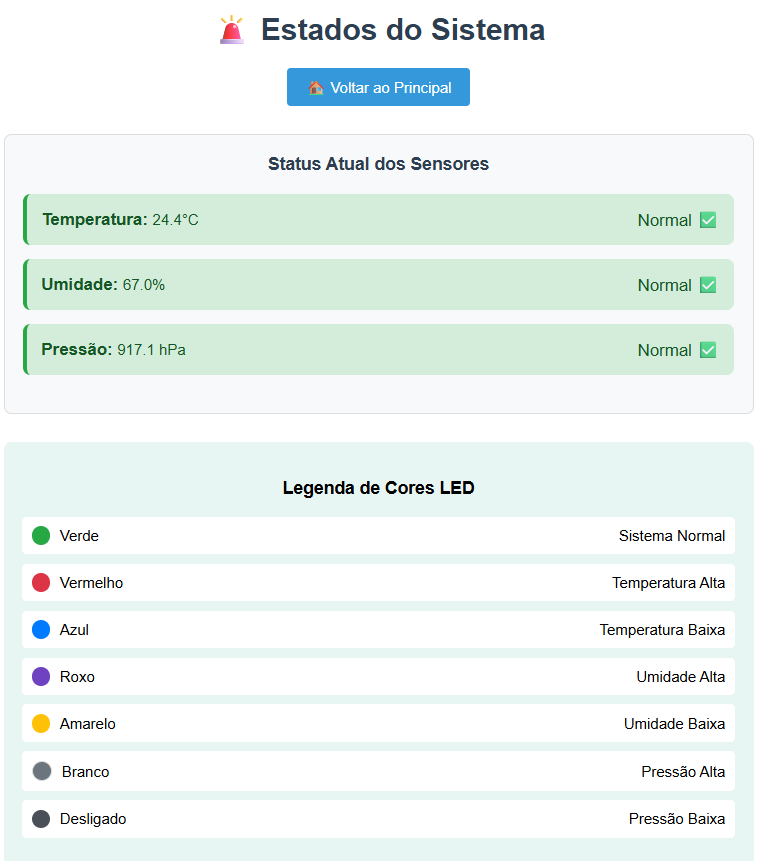 Estados do Sistema
Voltar ao Principal
Status Atual dos Sensores
Temperatura: 24.4°C Normal
Umidade: 67.0% Normal
Pressão: 917.1 hPa Normal
Legenda de Cores LED
Verde Sistema Normal
Vermelho Temperatura Alta
Azul Temperatura Baixa
Roxo Umidade Alta
Amarelo Umidade Baixa
Branco Pressão Alta
Desligado Pressão Baixa